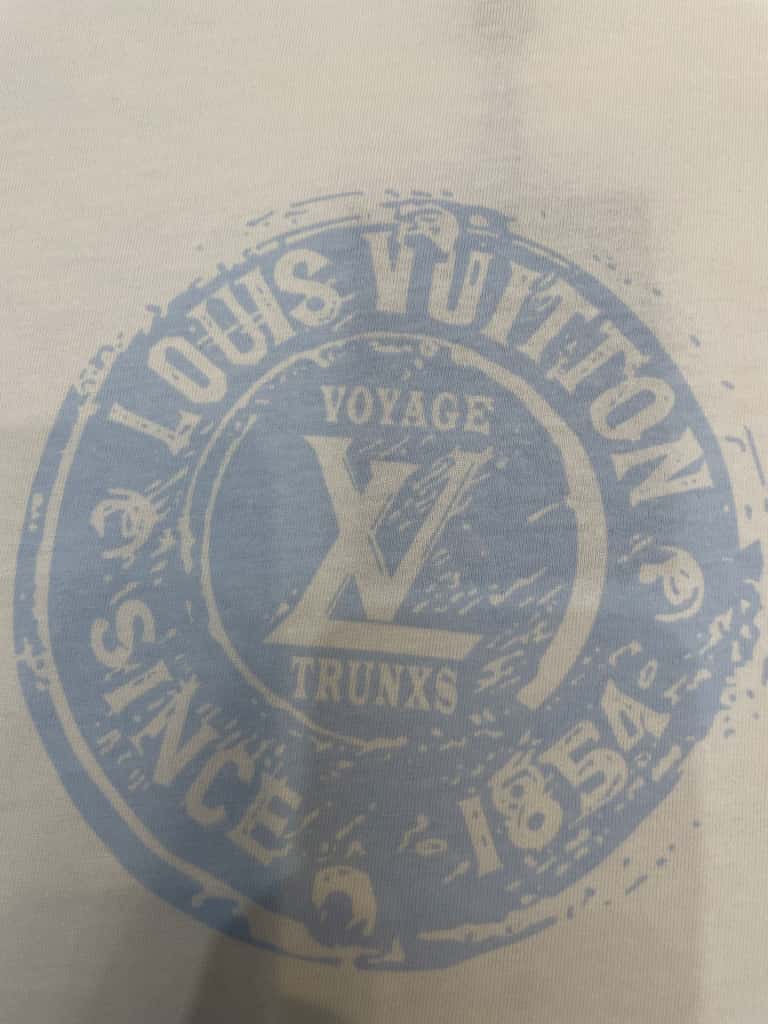 LOUIS VUITTON
VOYAGE
LV
TRUNXS
SINCE 1854